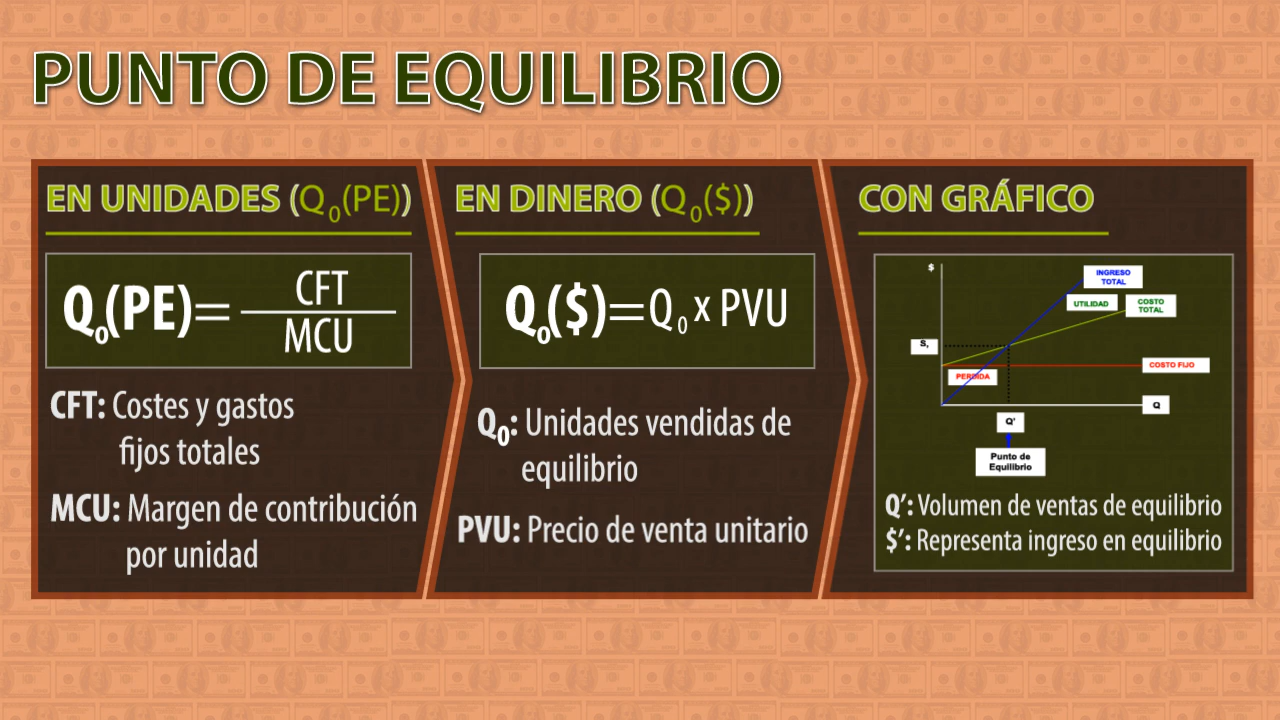 PUNTO DE EQUILIBRIO
EN UNIDADES (Q₀(PE))
Q₀(PE)= CFT
MCU
CFT: Costes y gastos
fijos totales
MCU: Margen de contribución
por unidad
EN DINERO (Q₀($))
Q₀($)=Q₀ x PVU
Q₀: Unidades vendidas de
equilibrio
PVU: Precio de venta unitario
CON GRÁFICO
$
INGRESO
TOTAL
UTILIDAD
COSTO
TOTAL
S,
COSTO FIJO
PERDIDA
Q
Q'
Punto de
Equilibrio
Q’: Volumen de ventas de equilibrio
$’: Representa ingreso en equilibrio